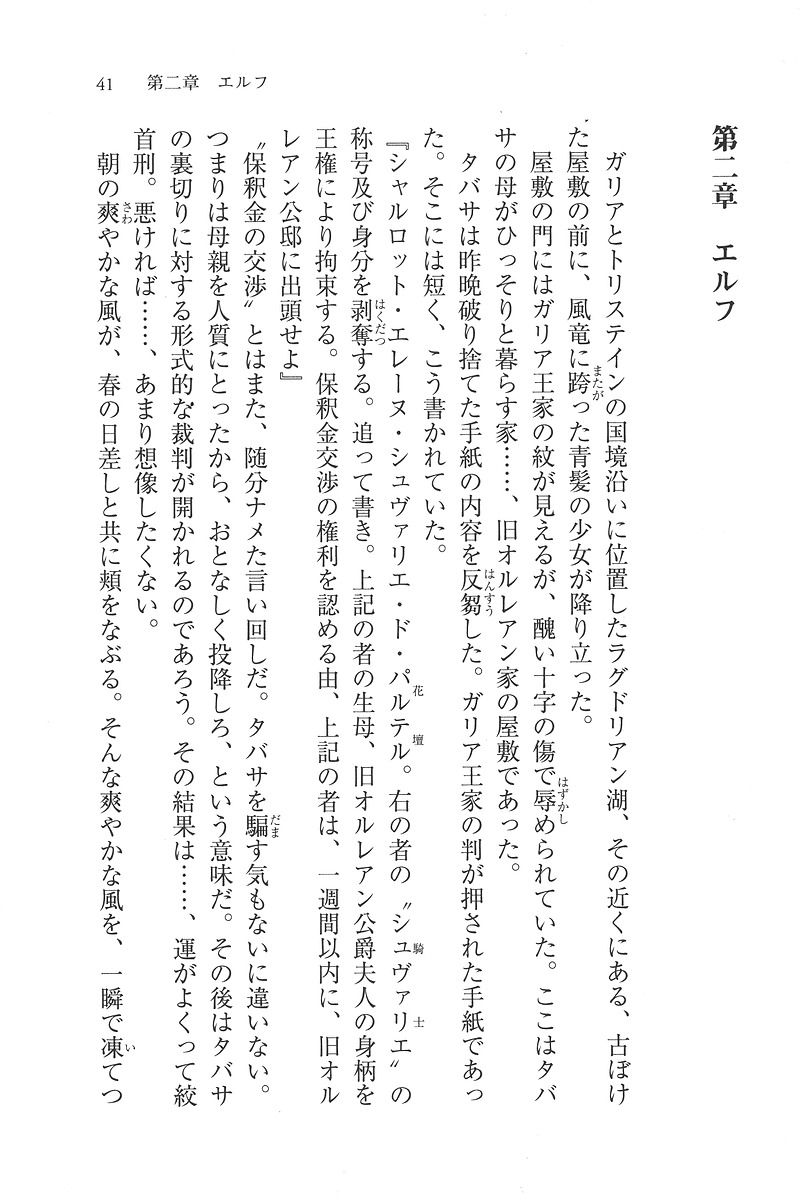 41 第二章 エルフ
第二章 エルフ
ガリアとトリステインの国境沿いに位置したラグドリアン湖、その近くにある、古ぼけ
た屋敷の前に、風竜に跨った青髪の少女が降り立った。
屋敷の門にはガリア王家の紋が見えるが、醜い十字の傷で辱められていた。ここはタバ
サの母がひっそりと暮らす家……、旧オルレアン家の屋敷であった。
タバサは昨晩破り捨てた手紙の内容を反芻した。ガリア王家の判が押された手紙であっ
た。そこには短く、こう書かれていた。
『シャルロット・エレーヌ・シュヴァリエ・ド・パルテル。右の者の〝シュヴァリエ〟の
称号及び身分を剥奪する。追って書き。上記の者の生母、旧オルレアン公爵夫人の身柄を
王権により拘束する。保釈金交渉の権利を認める由、上記の者は、一週間以内に、旧オル
レアン公邸に出頭せよ』
〝保釈金の交渉〟とはまた、随分ナメた言い回しだ。タバサを騙す気もないに違いない。
つまりは母親を人質にとったから、おとなしく投降しろ、という意味だ。その後はタバサ
の裏切りに対する形式的な裁判が開かれるのであろう。その結果は……、運がよくって絞
首刑。悪ければ……、あまり想像したくない。
朝の爽やかな風が、春の日差しと共に頬をなぶる。そんな爽やかな風を、一瞬で凍てつ